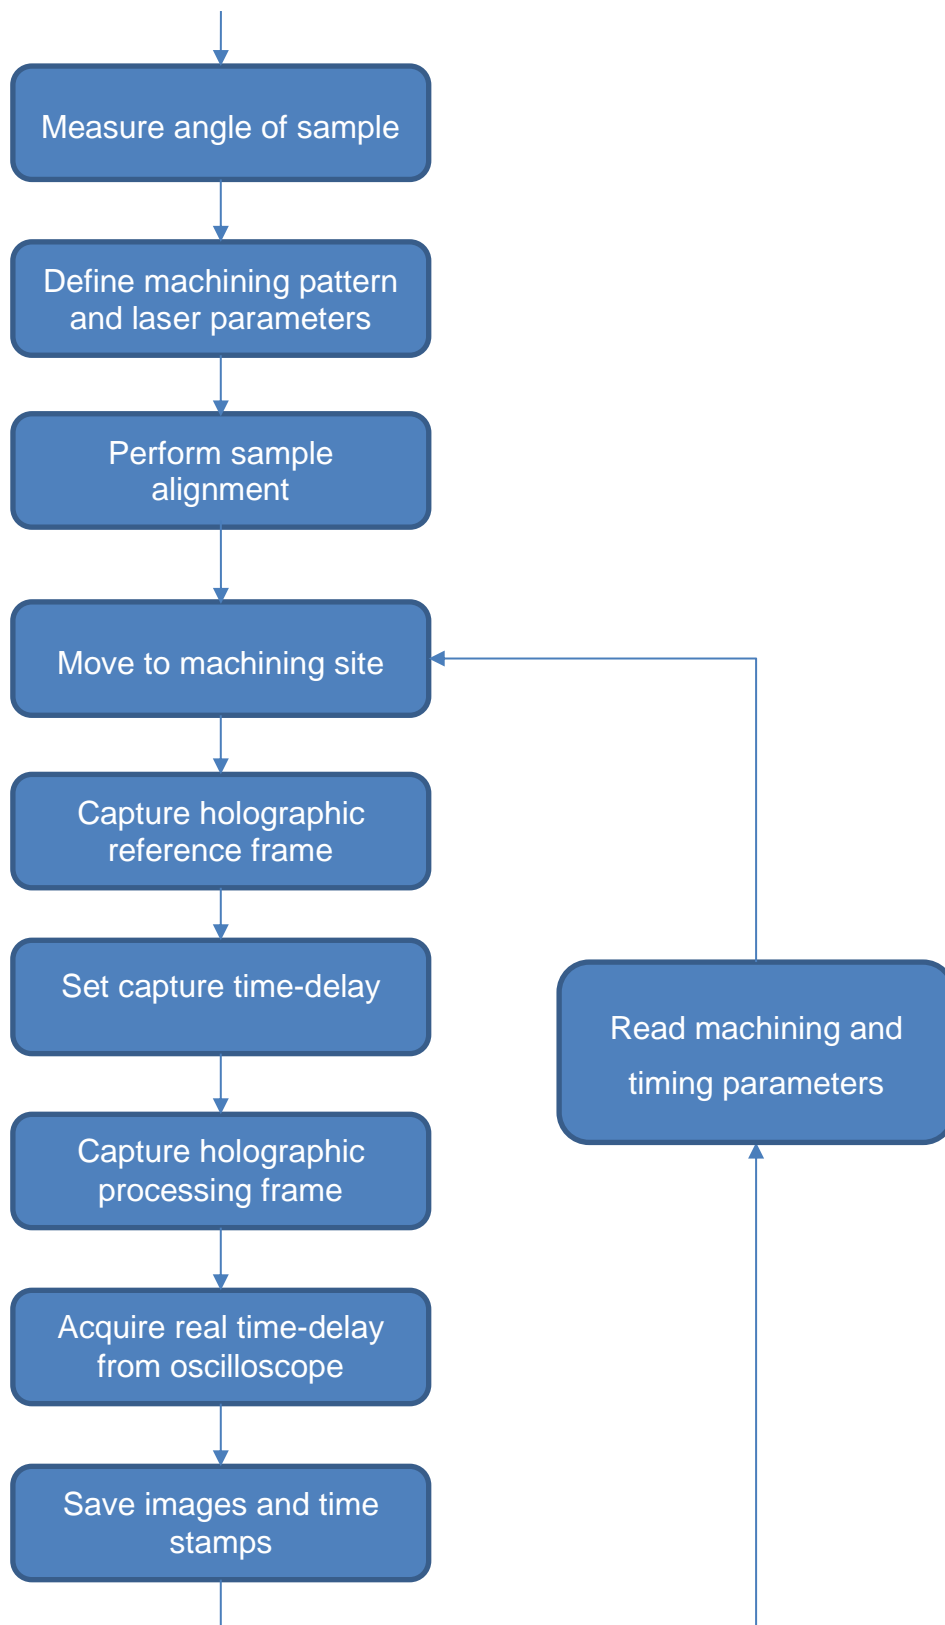 Measure angle of sample
Define machining pattern
and laser parameters
Perform sample
alignment
Move to machining site
Capture holographic
reference frame
Set capture time-delay
Read machining and
timing parameters
Capture holographic
processing frame
Acquire real time-delay
from oscilloscope
Save images and time
stamps